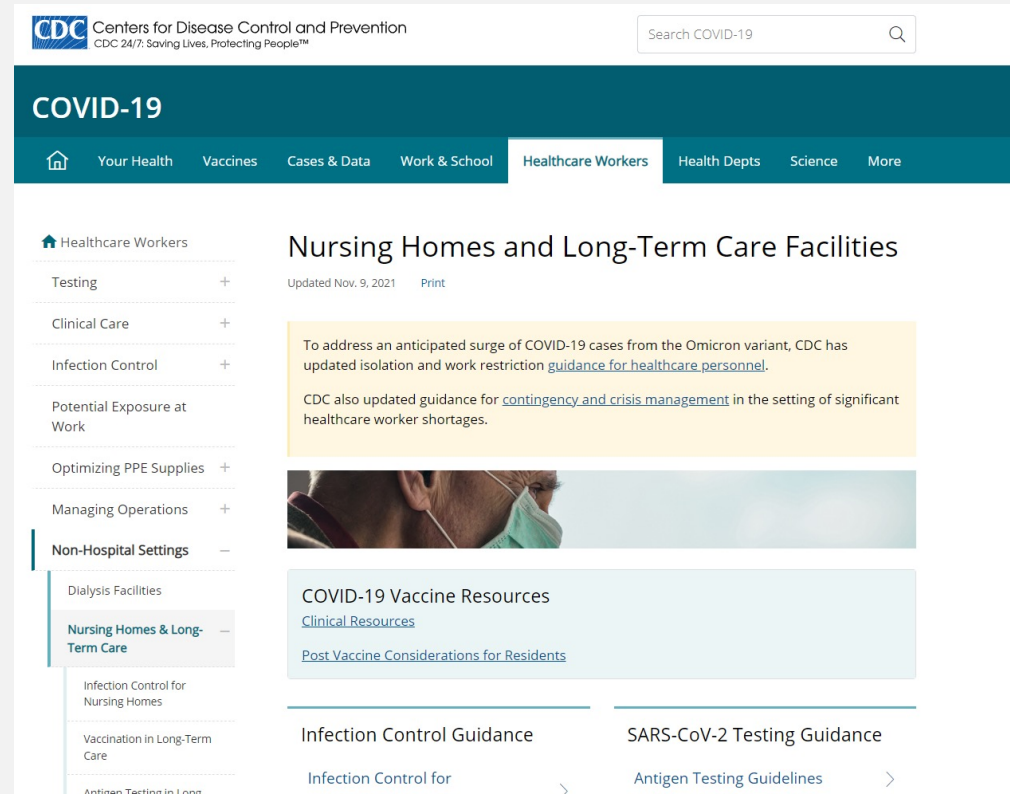 CDC
Centers for Disease Control and Prevention
CDC 24/7: Saving Lives, Protecting People™
Search COVID-19
COVID-19
Your Health Vaccines Cases & Data Work & School Healthcare Workers Health Depts Science More
Healthcare Workers
Testing
Clinical Care
Infection Control
Potential Exposure at
Work
Optimizing PPE Supplies
Managing Operations
Non-Hospital Settings
Dialysis Facilities
Nursing Homes & Long-
Term Care
Infection Control for
Nursing Homes
Vaccination in Long-Term
Care
Antigen Testing in Long
Nursing Homes and Long-Term Care Facilities
Updated Nov. 9, 2021 Print
To address an anticipated surge of COVID-19 cases from the Omicron variant, CDC has
updated isolation and work restriction guidance for healthcare personnel.
CDC also updated guidance for contingency and crisis management in the setting of significant
healthcare worker shortages.
COVID-19 Vaccine Resources
Clinical Resources
Post Vaccine Considerations for Residents
Infection Control Guidance
Infection Control for
SARS-CoV-2 Testing Guidance
Antigen Testing Guidelines